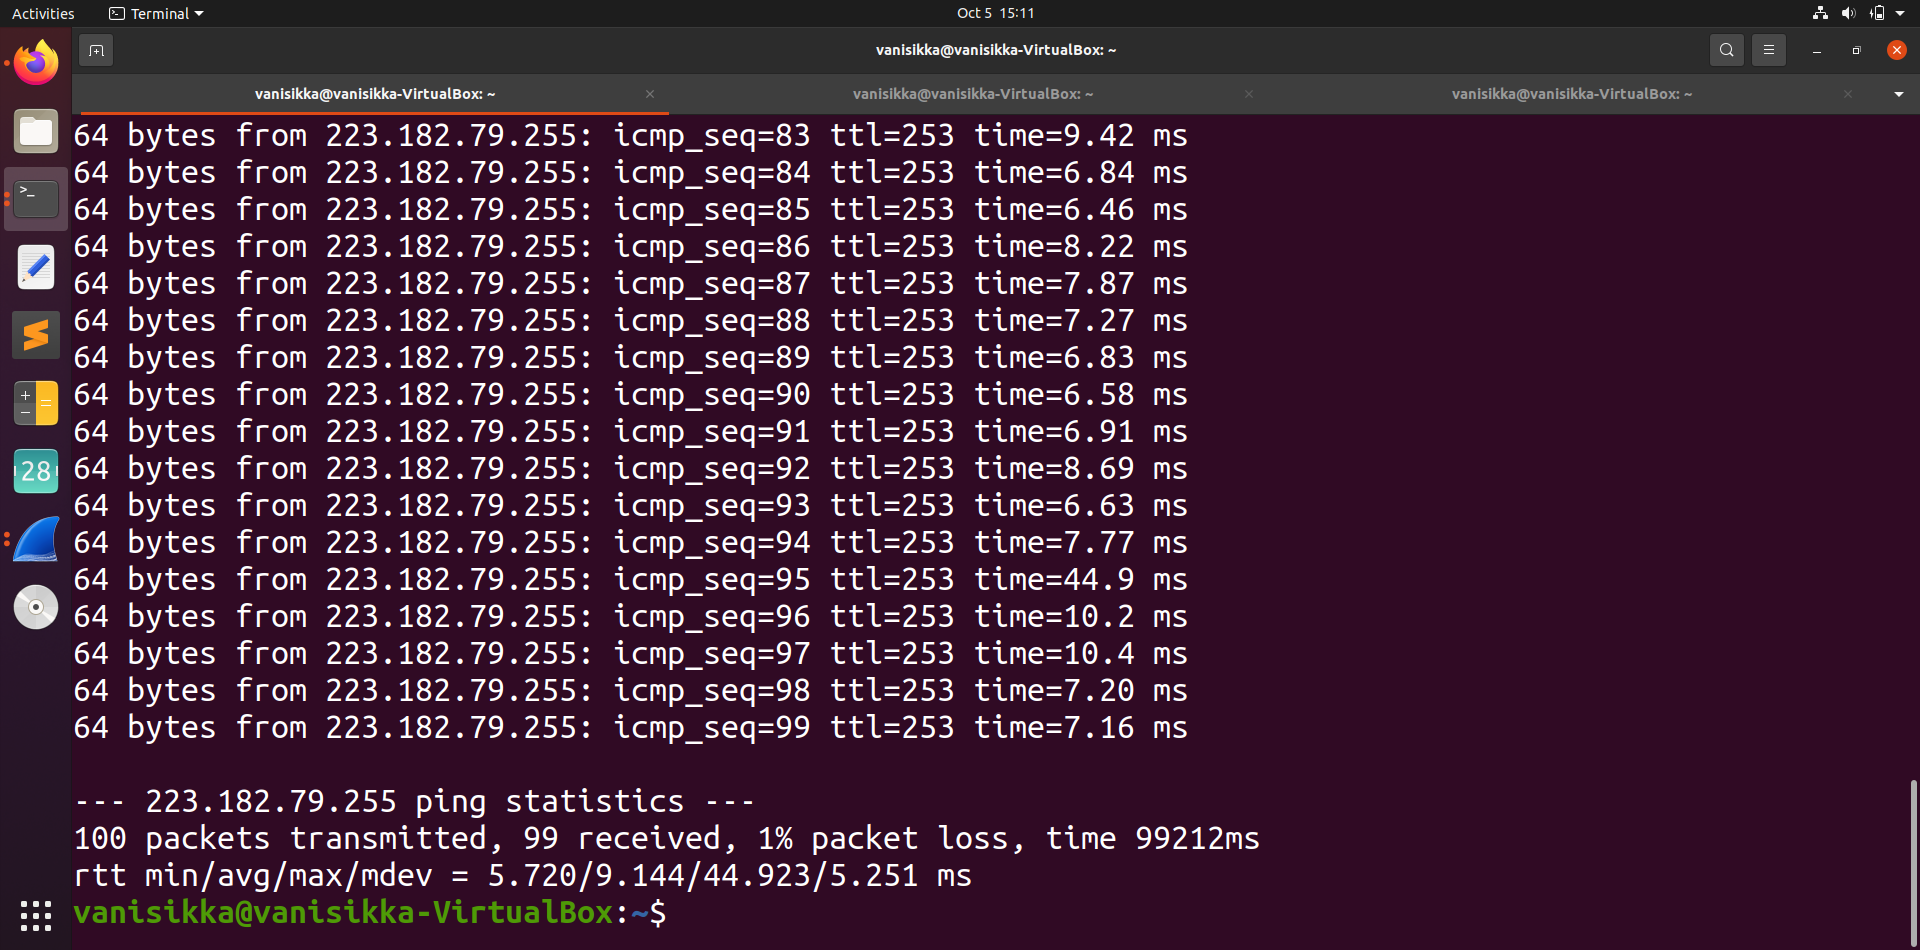 Activities
Terminal
Oct 5 15:11
vanisikka@vanisikka-VirtualBox: ~
vanisikka@vanisikka-VirtualBox: ~
vanisikka@vanisikka-VirtualBox: ~
vanisikka@vanisikka-VirtualBox: ~
64 bytes from 223.182.79.255: icmp_seq=83 ttl=253 time=9.42 ms
64 bytes from 223.182.79.255: icmp_seq=84 ttl=253 time=6.84 ms
64 bytes from 223.182.79.255: icmp_seq=85 ttl=253 time=6.46 ms
64 bytes from 223.182.79.255: icmp_seq=86 ttl=253 time=8.22 ms
64 bytes from 223.182.79.255: icmp_seq=87 ttl=253 time=7.87 ms
64 bytes from 223.182.79.255: icmp_seq=88 ttl=253 time=7.27 ms
64 bytes from 223.182.79.255: icmp_seq=89 ttl=253 time=6.83 ms
64 bytes from 223.182.79.255: icmp_seq=90 ttl=253 time=6.58 ms
64 bytes from 223.182.79.255: icmp_seq=91 ttl=253 time=6.91 ms
64 bytes from 223.182.79.255: icmp_seq=92 ttl=253 time=8.69 ms
64 bytes from 223.182.79.255: icmp_seq=93 ttl=253 time=6.63 ms
64 bytes from 223.182.79.255: icmp_seq=94 ttl=253 time=7.77 ms
64 bytes from 223.182.79.255: icmp_seq=95 ttl=253 time=44.9 ms
64 bytes from 223.182.79.255: icmp_seq=96 ttl=253 time=10.2 ms
64 bytes from 223.182.79.255: icmp_seq=97 ttl=253 time=10.4 ms
64 bytes from 223.182.79.255: icmp_seq=98 ttl=253 time=7.20 ms
64 bytes from 223.182.79.255: icmp_seq=99 ttl=253 time=7.16 ms
--- 223.182.79.255 ping statistics ---
100 packets transmitted, 99 received, 1% packet loss, time 99212ms
rtt min/avg/max/mdev = 5.720/9.144/44.923/5.251 ms
vanisikka@vanisikka-VirtualBox:~$
28